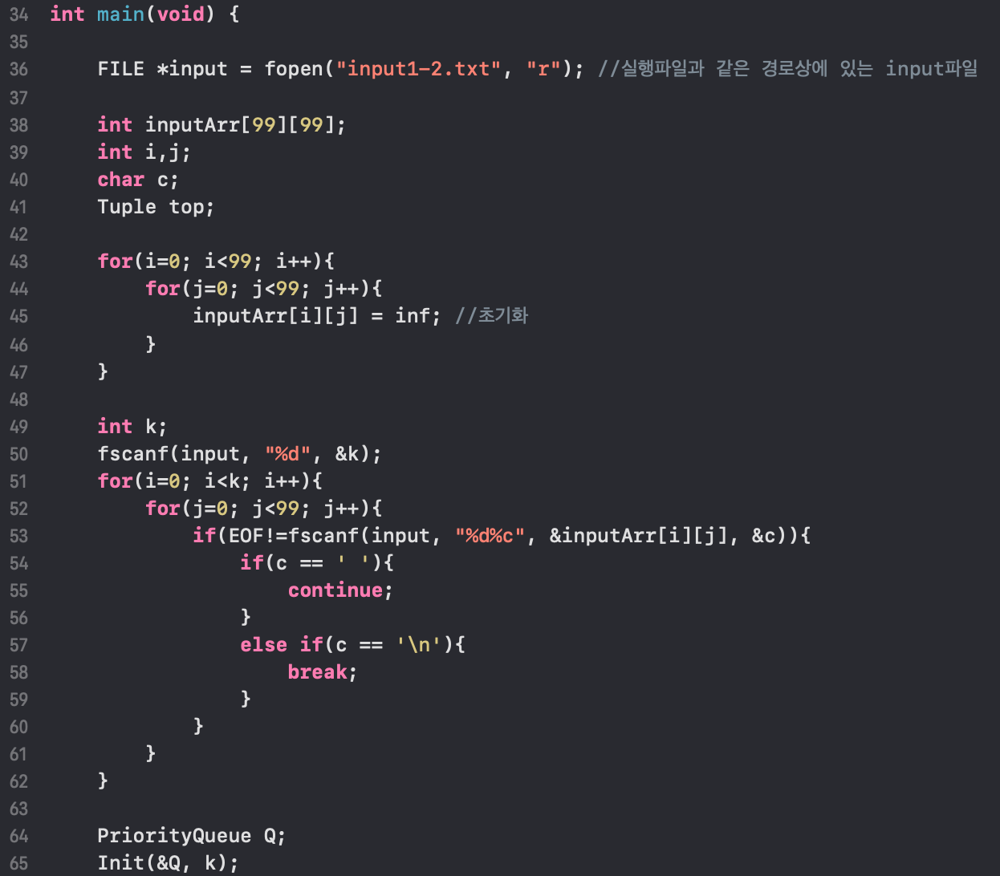 34 int main(void) {
35
36     FILE *input = fopen("input1-2.txt", "r"); //실행파일과 같은 경로상에 있는 input파일
37
38     int inputArr[99][99];
39     int i,j;
40     char c;
41     Tuple top;
42
43     for(i=0; i<99; i++){
44         for(j=0; j<99; j++){
45             inputArr[i][j] = inf; //초기화
46         }
47     }
48
49     int k;
50     fscanf(input, "%d", &k);
51     for(i=0; i<k; i++){
52         for(j=0; j<99; j++){
53             if(EOF!=fscanf(input, "%d%c", &inputArr[i][j], &c)){
54                 if(c == ' '){
55                     continue;
56                 }
57                 else if(c == '\n'){
58                     break;
59                 }
60             }
61         }
62     }
63
64     PriorityQueue Q;
65     Init(&Q, k);